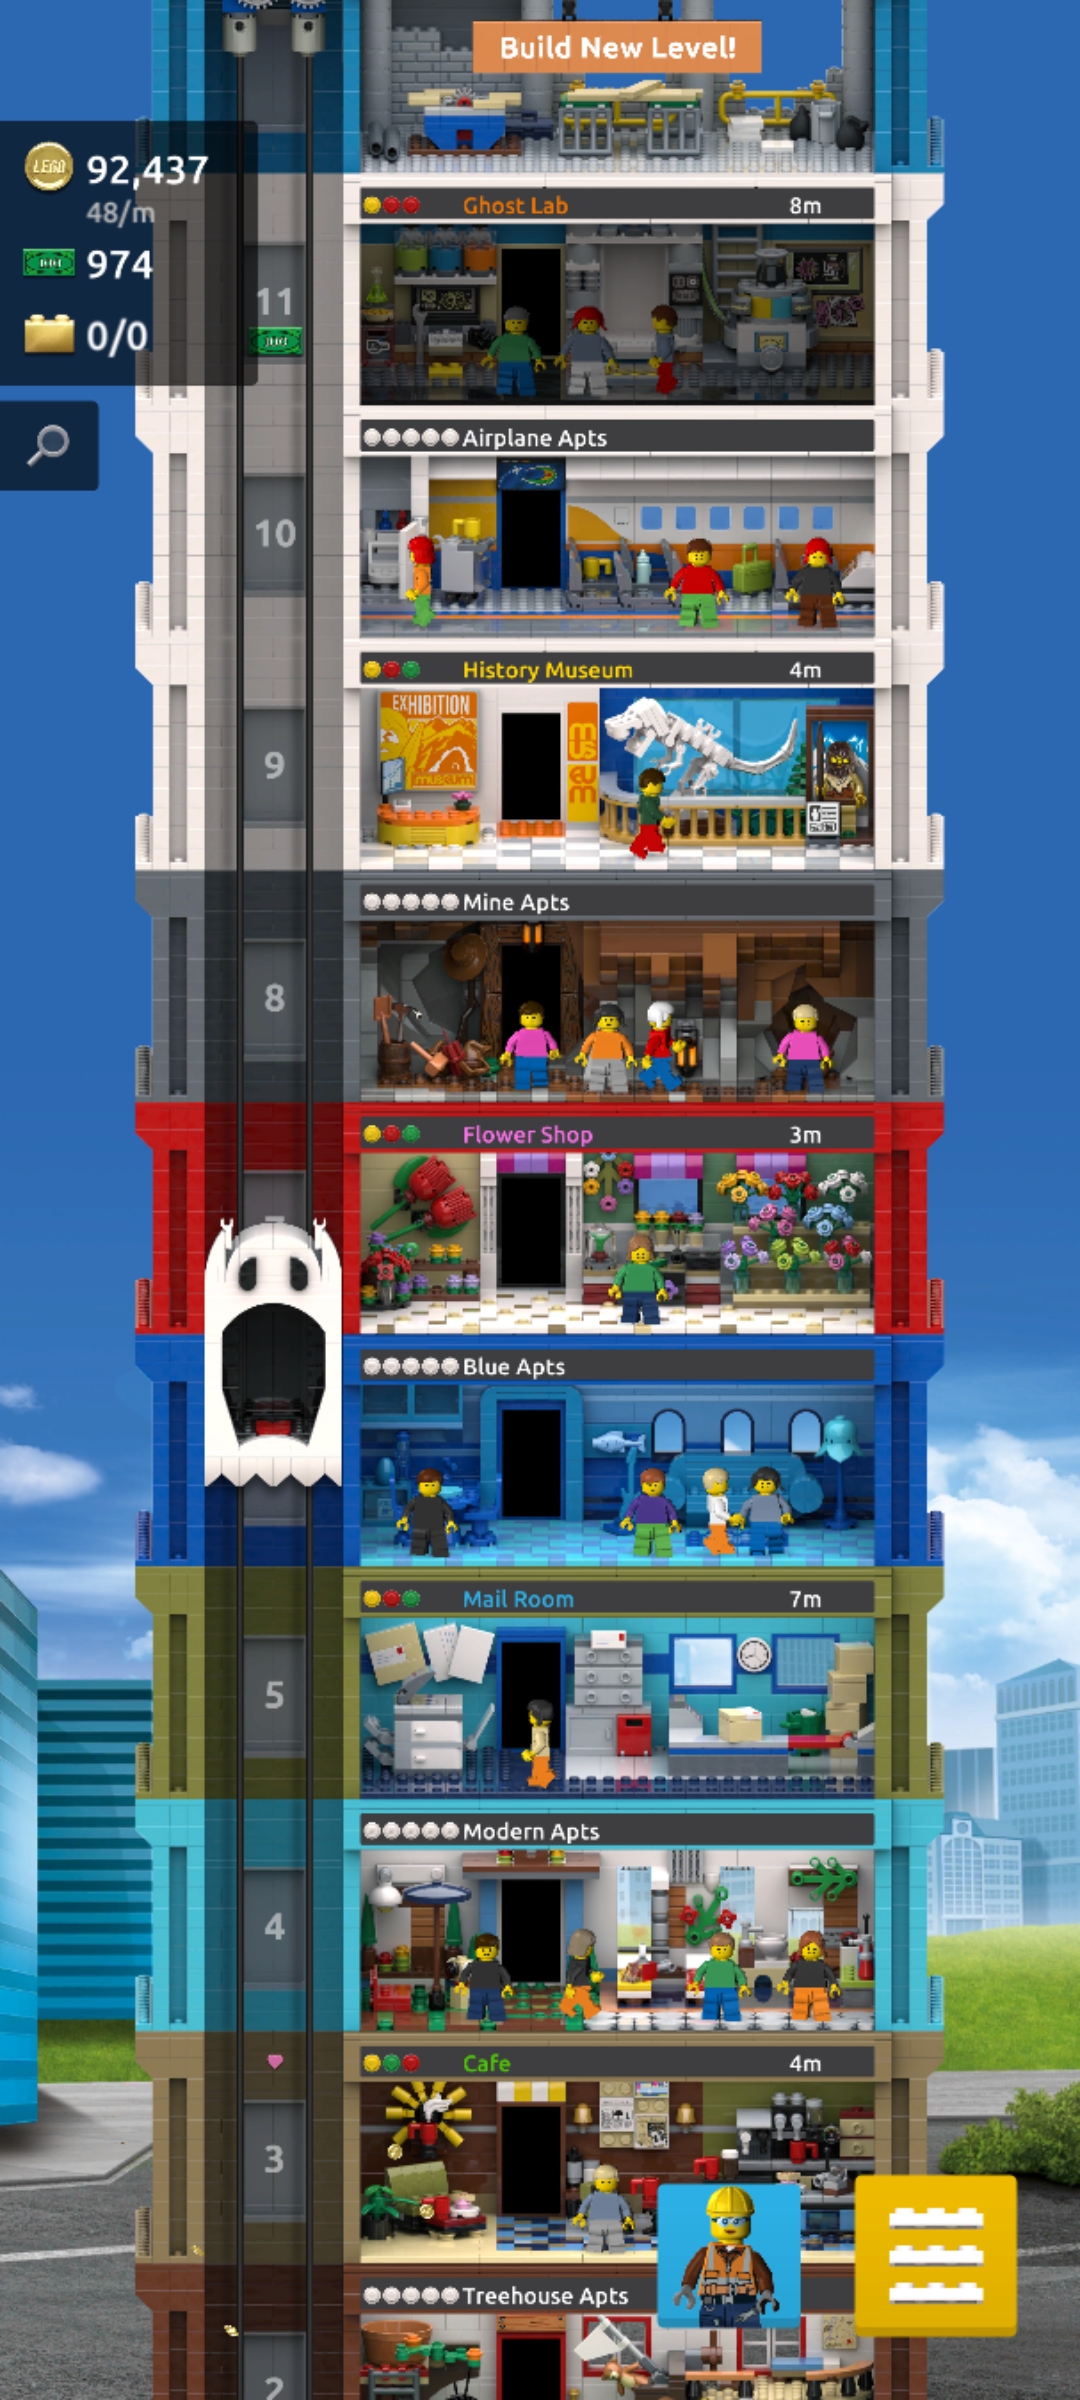 Build New Level!
LEGO 92,437
48/m
974
0/0
Ghost Lab 8m
11
Airplane Apts
10
History Museum 4m
EXHIBITION
museum
MUS
EUM
9
Mine Apts
8
Flower Shop 3m
Blue Apts
Mail Room 7m
5
Modern Apts
4
Cafe 4m
3
Treehouse Apts
2